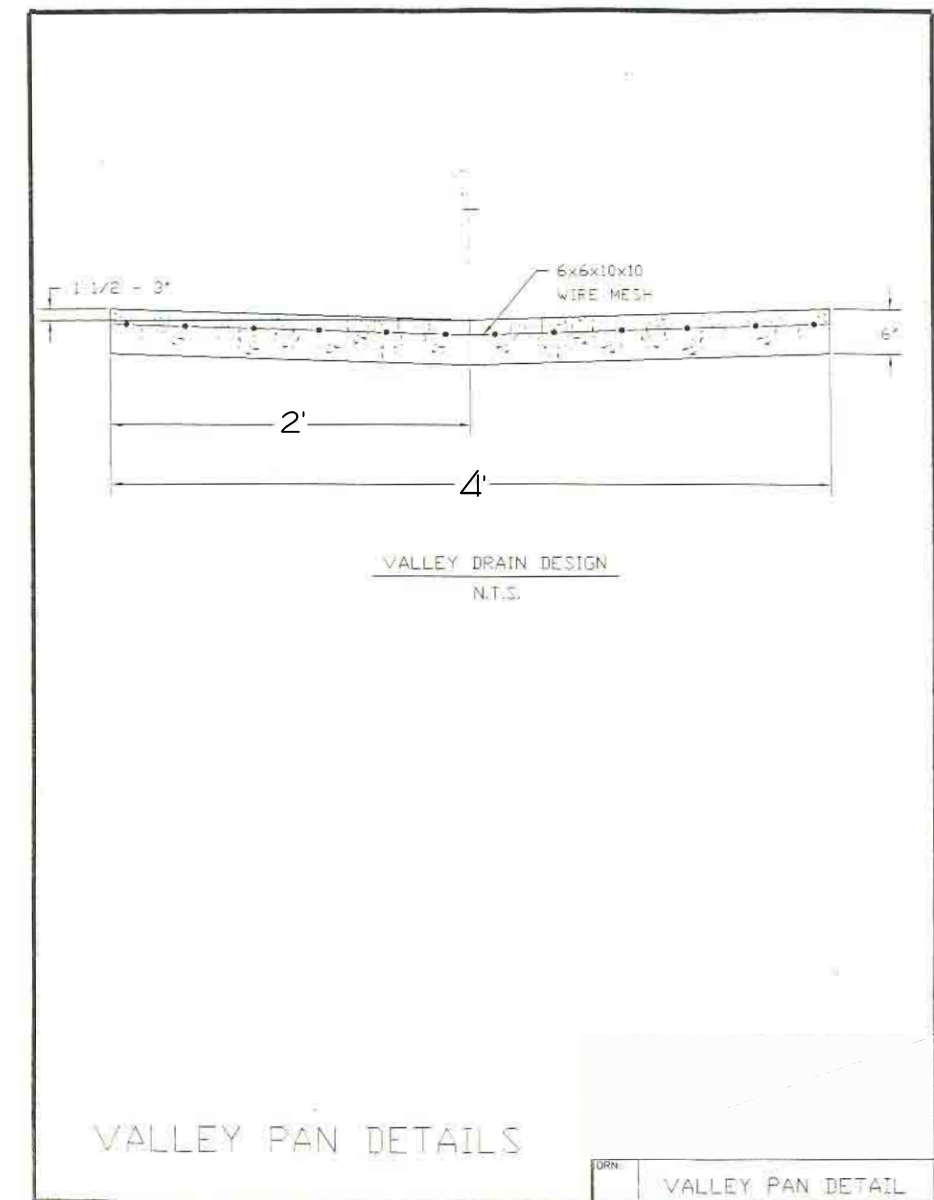 6x6x10x10
WIRE MESH
1 1/2 - 3"
6"
2'
4'
VALLEY DRAIN DESIGN
N.T.S.
VALLEY PAN DETAILS
DRN:
VALLEY PAN DETAIL